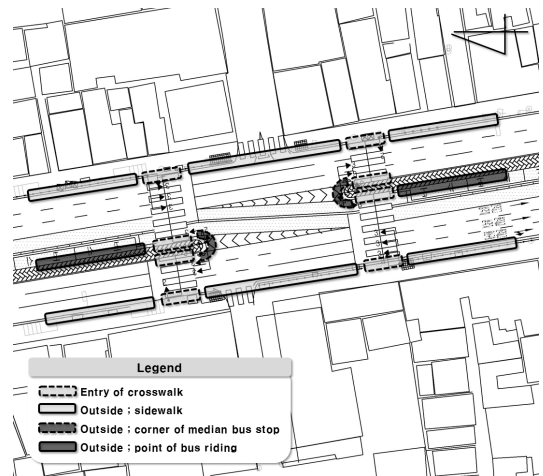 Legend
Entry of crosswalk
Outside ; sidewalk
Outside ; corner of median bus stop
Outside ; point of bus riding